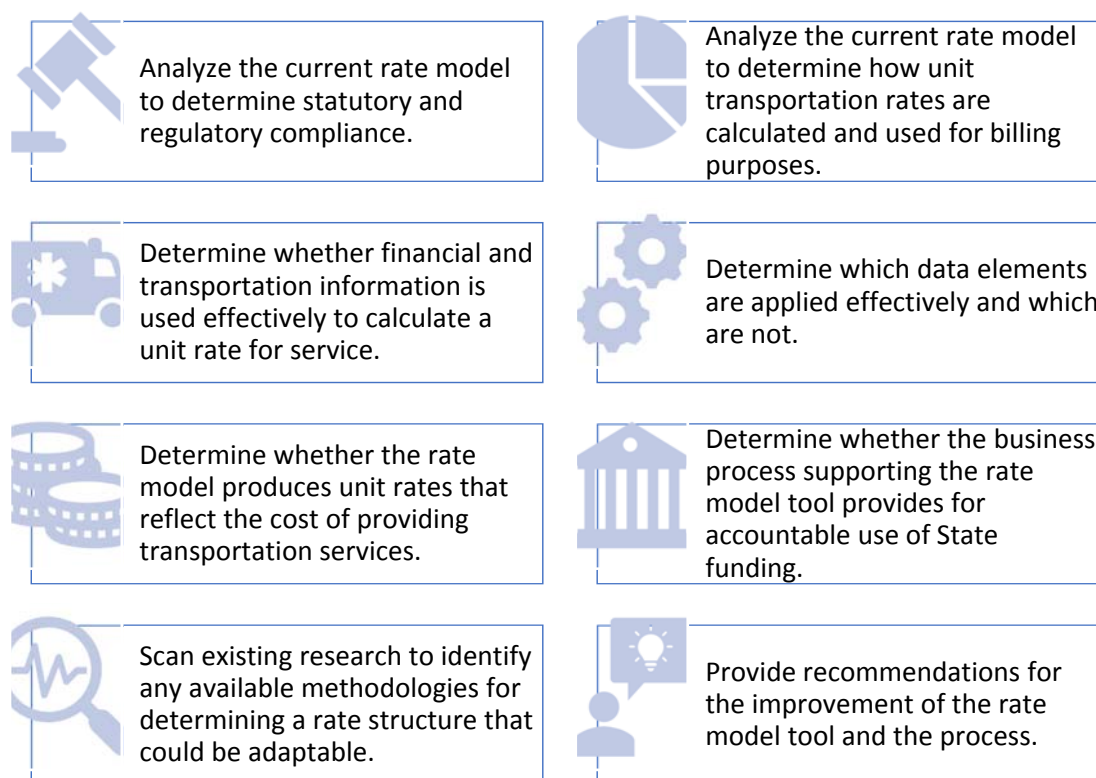 Analyze the current rate model
to determine statutory and
regulatory compliance.
Analyze the current rate model
to determine how unit
transportation rates are
calculated and used for billing
purposes.
Determine whether financial and
transportation information is
used effectively to calculate a
unit rate for service.
Determine which data elements
are applied effectively and which
are not.
Determine whether the rate
model produces unit rates that
reflect the cost of providing
transportation services.
Determine whether the business
process supporting the rate
model tool provides for
accountable use of State
funding.
Scan existing research to identify
any available methodologies for
determining a rate structure that
could be adaptable.
Provide recommendations for
the improvement of the rate
model tool and the process.